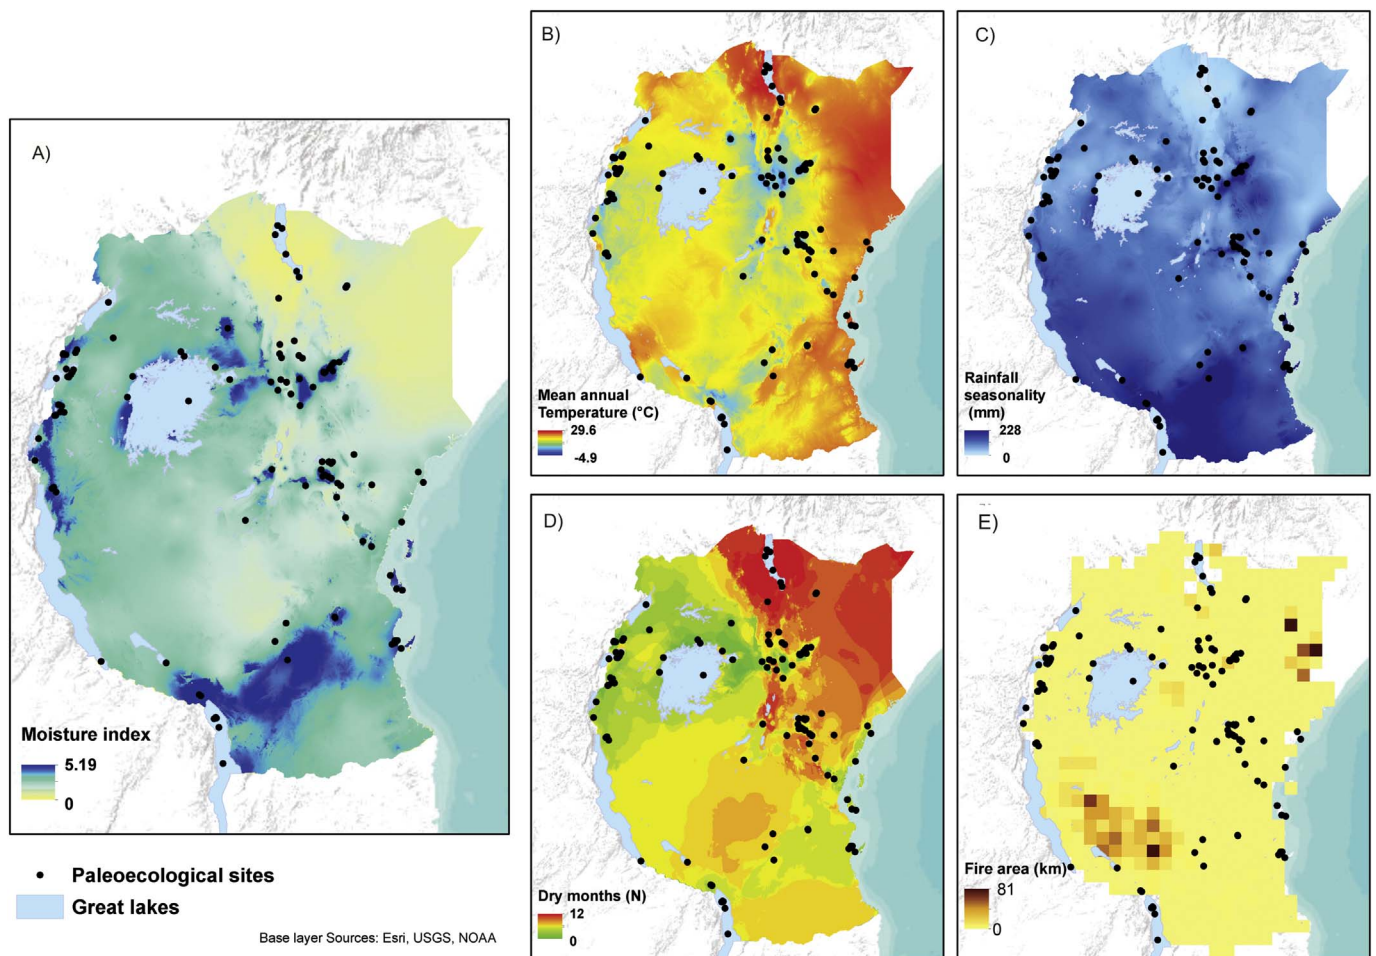 A)
Moisture index
5.19
0
Paleoecological sites
Great lakes
Base layer Sources: Esri, USGS, NOAA
B)
Mean annual
Temperature (°C)
29.6
-4.9
C)
Rainfall
seasonality
(mm)
228
0
D)
Dry months (N)
12
0
E)
Fire area (km)
81
0